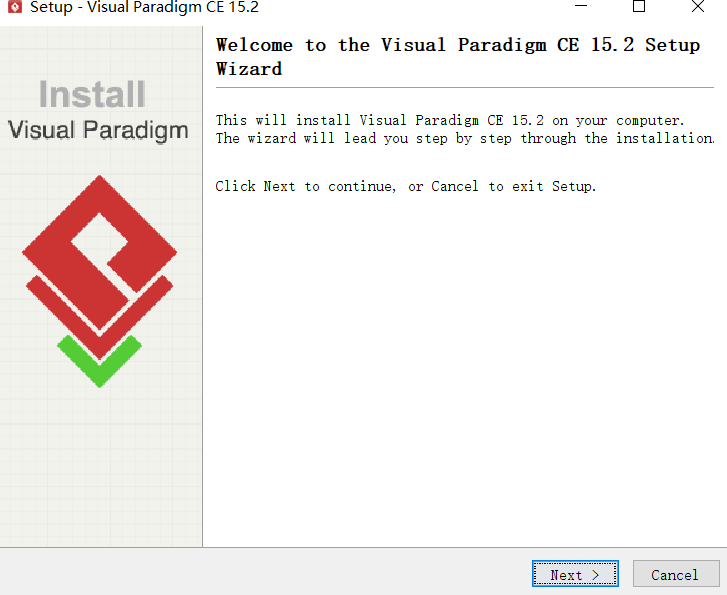 Setup - Visual Paradigm CE 15.2
Install
Visual Paradigm
Welcome to the Visual Paradigm CE 15.2 Setup
Wizard
This will install Visual Paradigm CE 15.2 on your computer.
The wizard will lead you step by step through the installation.
Click Next to continue, or Cancel to exit Setup.
Next >
Cancel